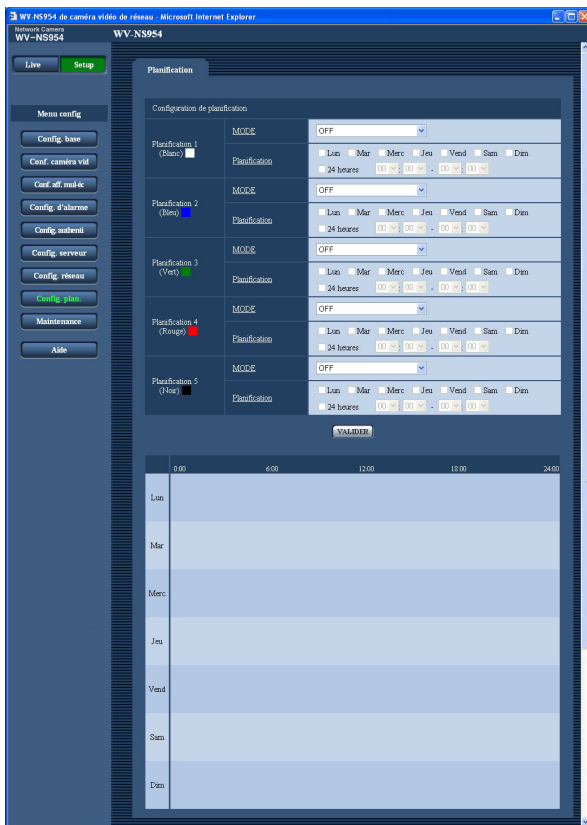 WV-NS954 de caméra vidéo de réseau - Microsoft Internet Explorer
Network Camera
WV-NS954
WV-NS954
Live
Setup
Planification
Menu config
Config. base
Conf. caméra vid
Conf. aff. mul-éc
Config. d'alarme
Config. authenti
Config. serveur
Config. réseau
Config. plan.
Maintenance
Aide
Configuration de planification
Planification 1
(Blanc)
MODE
OFF
Planification
Lun Mar Merc Jeu Vend Sam Dim
24 heures 00 : 00 - 00 : 00
Planification 2
(Bleu)
MODE
OFF
Planification
Lun Mar Merc Jeu Vend Sam Dim
24 heures 00 : 00 - 00 : 00
Planification 3
(Vert)
MODE
OFF
Planification
Lun Mar Merc Jeu Vend Sam Dim
24 heures 00 : 00 - 00 : 00
Planification 4
(Rouge)
MODE
OFF
Planification
Lun Mar Merc Jeu Vend Sam Dim
24 heures 00 : 00 - 00 : 00
Planification 5
(Noir)
MODE
OFF
Planification
Lun Mar Merc Jeu Vend Sam Dim
24 heures 00 : 00 - 00 : 00
VALIDER
0:00 6:00 12:00 18:00 24:00
Lun
Mar
Merc
Jeu
Vend
Sam
Dim